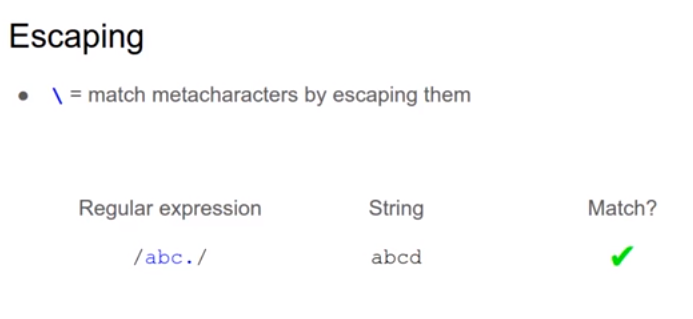 Escaping
● \ = match metacharacters by escaping them
Regular expression String Match?
/abc./ abcd ✔